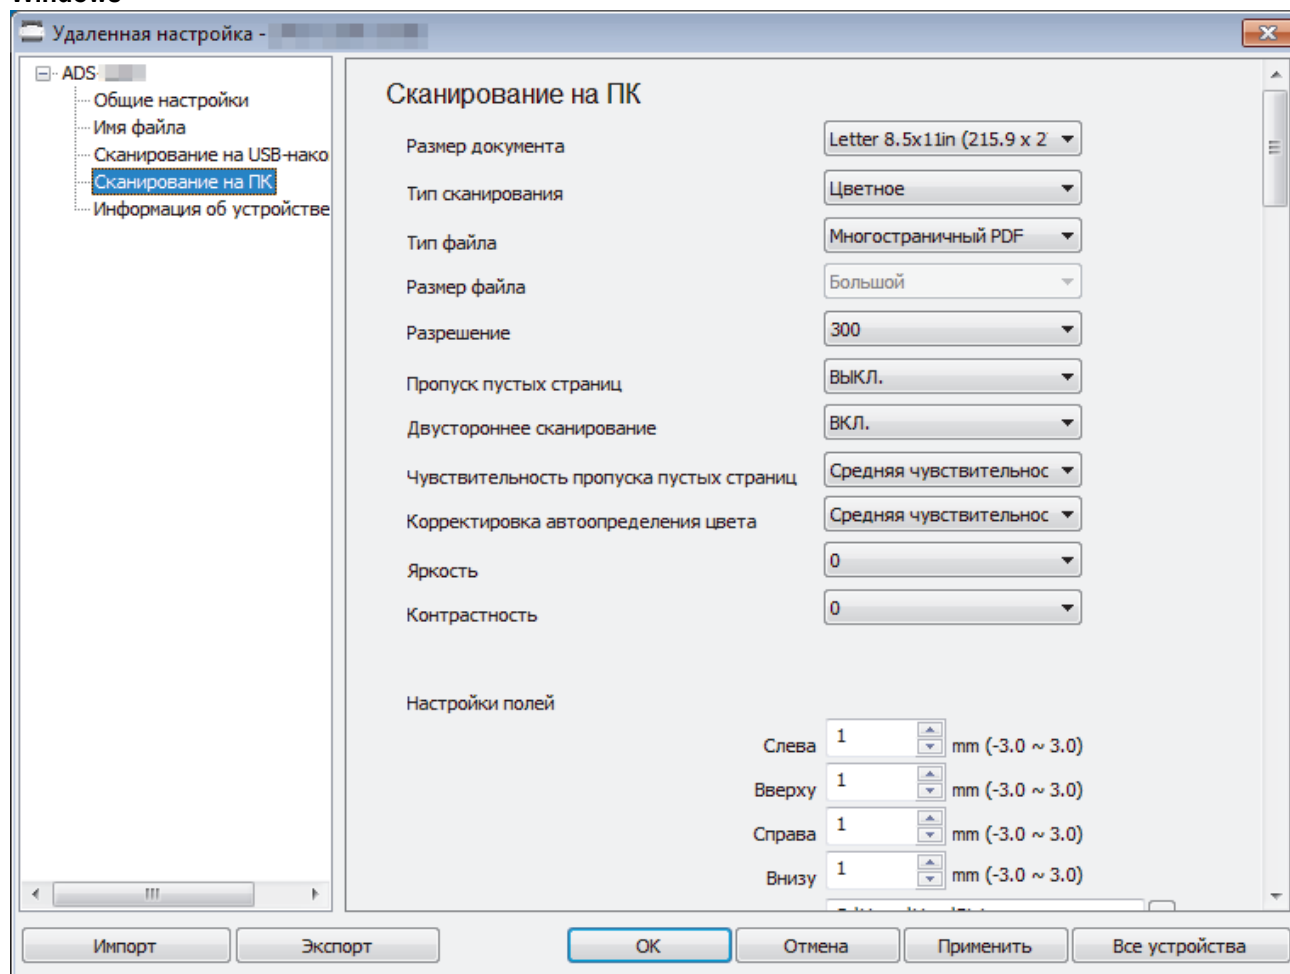 Windows
Удаленная настройка -
ADS-
Общие настройки
Имя файла
Сканирование на USB-нако
Сканирование на ПК
Информация об устройстве
Сканирование на ПК
Размер документа Letter 8.5x11in (215.9 x 2
Тип сканирования Цветное
Тип файла Многостраничный PDF
Размер файла Большой
Разрешение 300
Пропуск пустых страниц ВЫКЛ.
Двустороннее сканирование ВКЛ.
Чувствительность пропуска пустых страниц Средняя чувствительнос
Корректировка автоопределения цвета Средняя чувствительнос
Яркость 0
Контрастность 0
Настройки полей
Слева 1 mm (-3.0 ~ 3.0)
Вверху 1 mm (-3.0 ~ 3.0)
Справа 1 mm (-3.0 ~ 3.0)
Внизу 1 mm (-3.0 ~ 3.0)
Импорт Экспорт OK Отмена Применить Все устройства